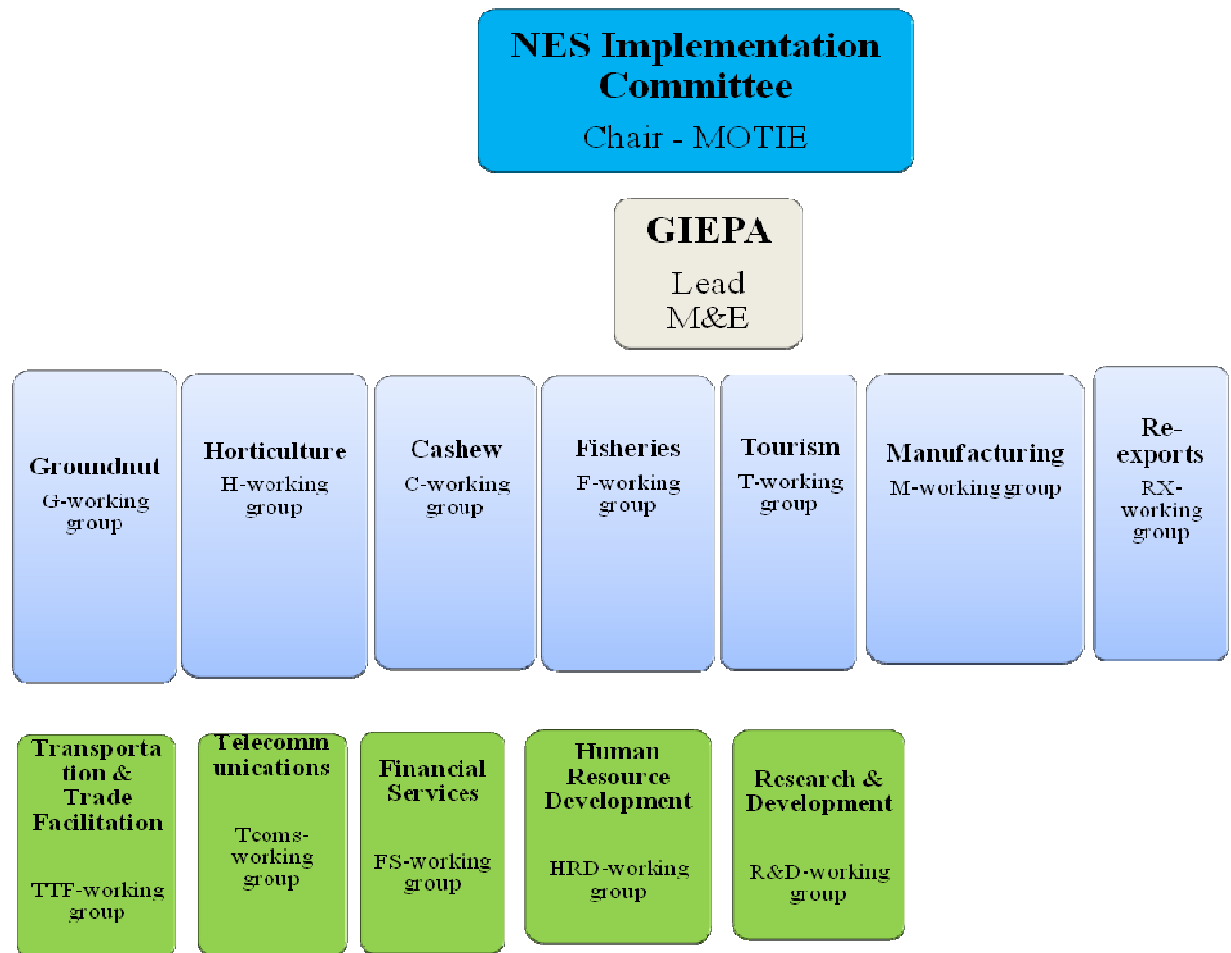 NES Implementation
Committee
Chair - MOTIE
GIEPA
Lead
M&E
Groundnut
G-working
group
Horticulture
H-working
group
Cashew
C-working
group
Fisheries
F-working
group
Tourism
T-working
group
Manufacturing
M-working group
Re-
exports
RX-
working
group
Transporta
tion &
Trade
Facilitation
TTF-working
group
Telecomm
unications
Tcoms-
working
group
Financial
Services
FS-working
group
Human
Resource
Development
HRD-working
group
Research &
Development
R&D-working
group